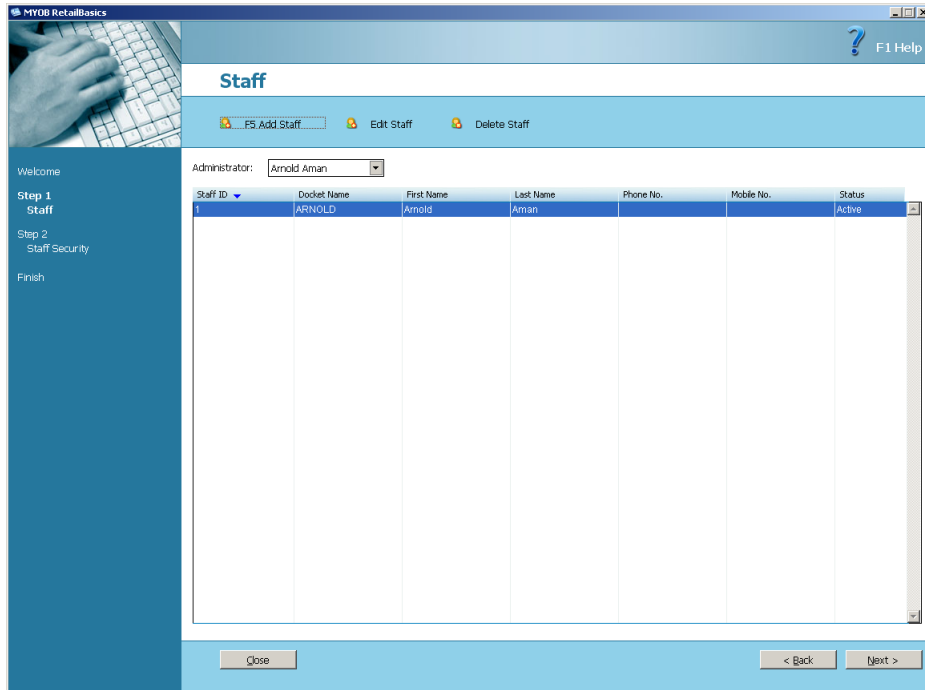 MYOB RetailBasics
F1 Help
Staff
F5 Add Staff Edit Staff Delete Staff
Welcome
Step 1
Staff
Step 2
Staff Security
Finish
Administrator: Arnold Aman
Staff ID Docket Name First Name Last Name Phone No. Mobile No. Status
1 ARNOLD Arnold Aman Active
Close < Back Next >